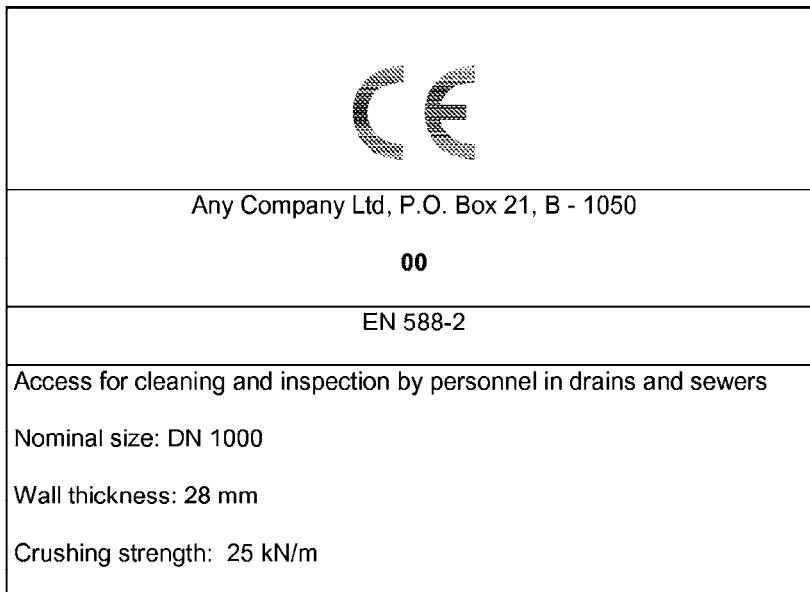 CE
Any Company Ltd, P.O. Box 21, B - 1050
00
EN 588-2
Access for cleaning and inspection by personnel in drains and sewers
Nominal size: DN 1000
Wall thickness: 28 mm
Crushing strength: 25 kN/m